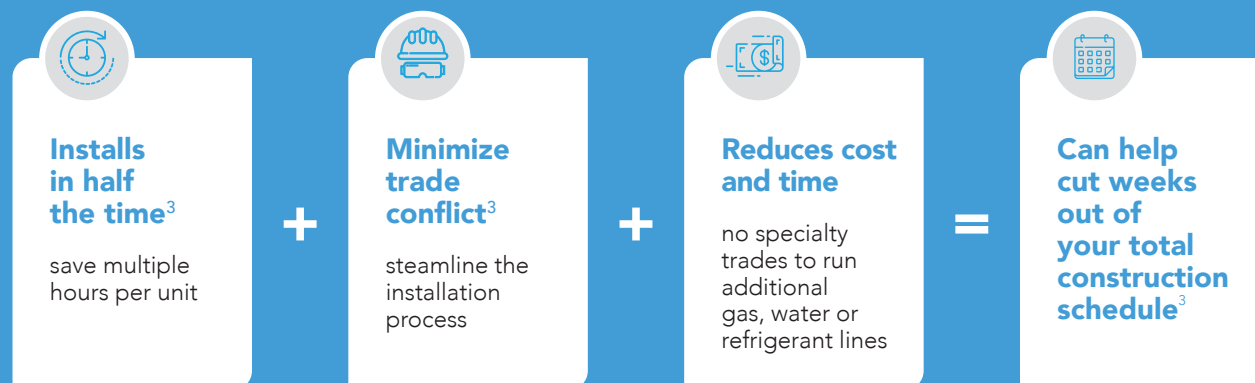 Installs
in half
the time³
save multiple
hours per unit
+
Minimize
trade
conflict³
steamline the
installation
process
+
Reduces cost
and time
no specialty
trades to run
additional
gas, water or
refrigerant lines
=
Can help
cut weeks
out of
your total
construction
schedule³